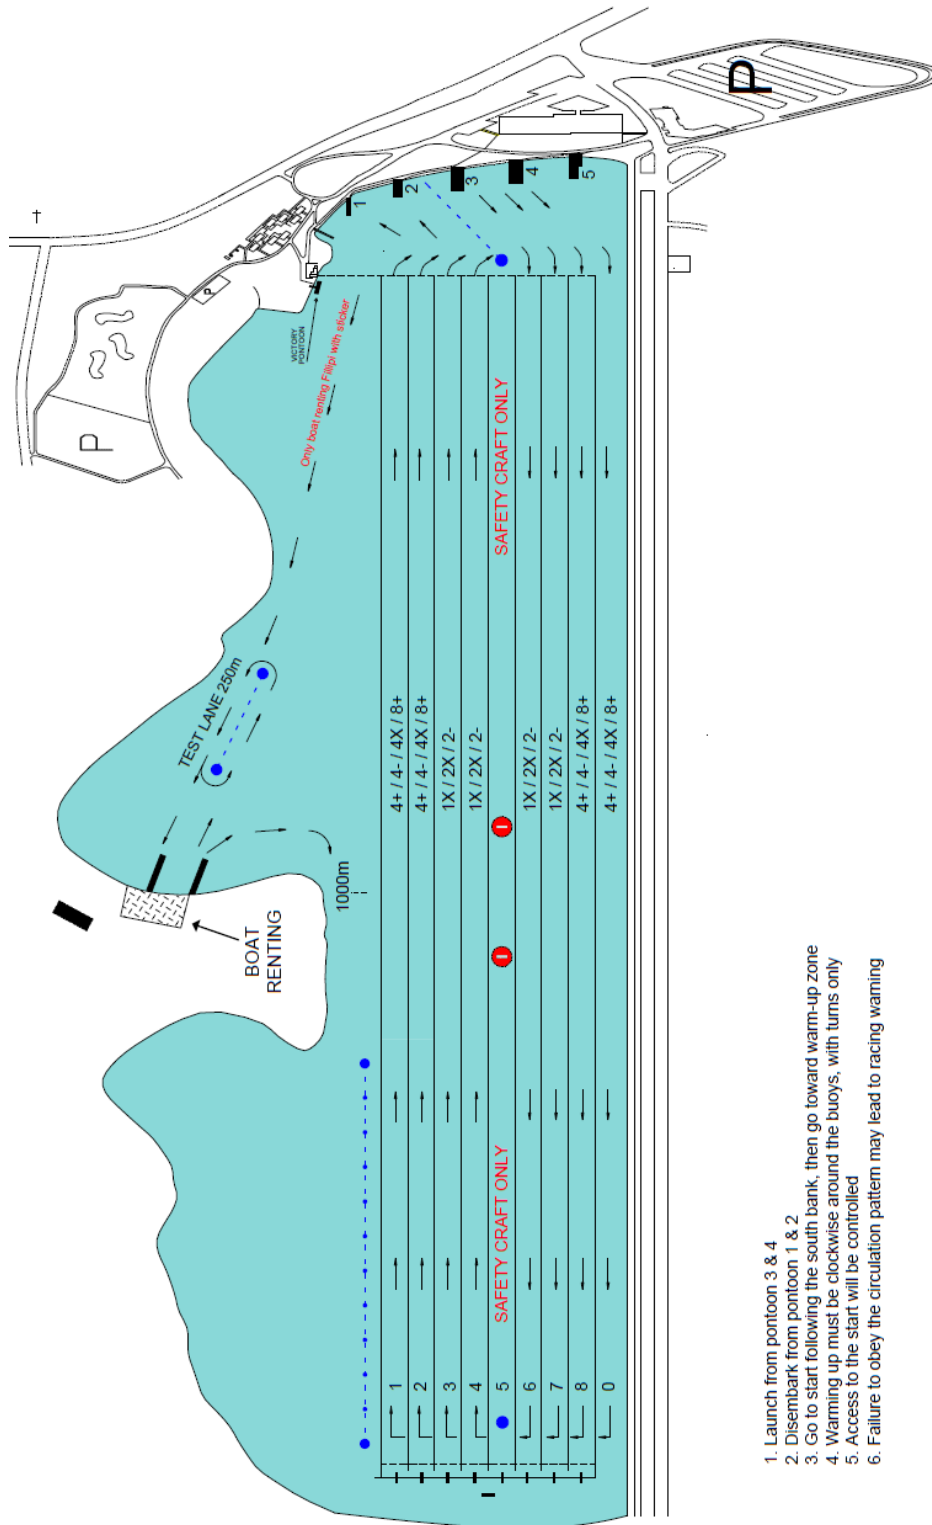 P
P
P
VICTORY
PONTOON
1
2
3
4
5
Only boat renting Fillipi with sticker
TEST LANE 250m
BOAT
RENTING
1000m
4+ / 4- / 4X / 8+
4+ / 4- / 4X / 8+
1X / 2X / 2-
1X / 2X / 2-
SAFETY CRAFT ONLY
SAFETY CRAFT ONLY
1X / 2X / 2-
1X / 2X / 2-
4+ / 4- / 4X / 8+
4+ / 4- / 4X / 8+
1
2
3
4
5
6
7
8
0
1. Launch from pontoon 3 & 4
2. Disembark from pontoon 1 & 2
3. Go to start following the south bank, then go toward warm-up zone
4. Warming up must be clockwise around the buoys, with turns only
5. Access to the start will be controlled
6. Failure to obey the circulation pattern may lead to racing warning